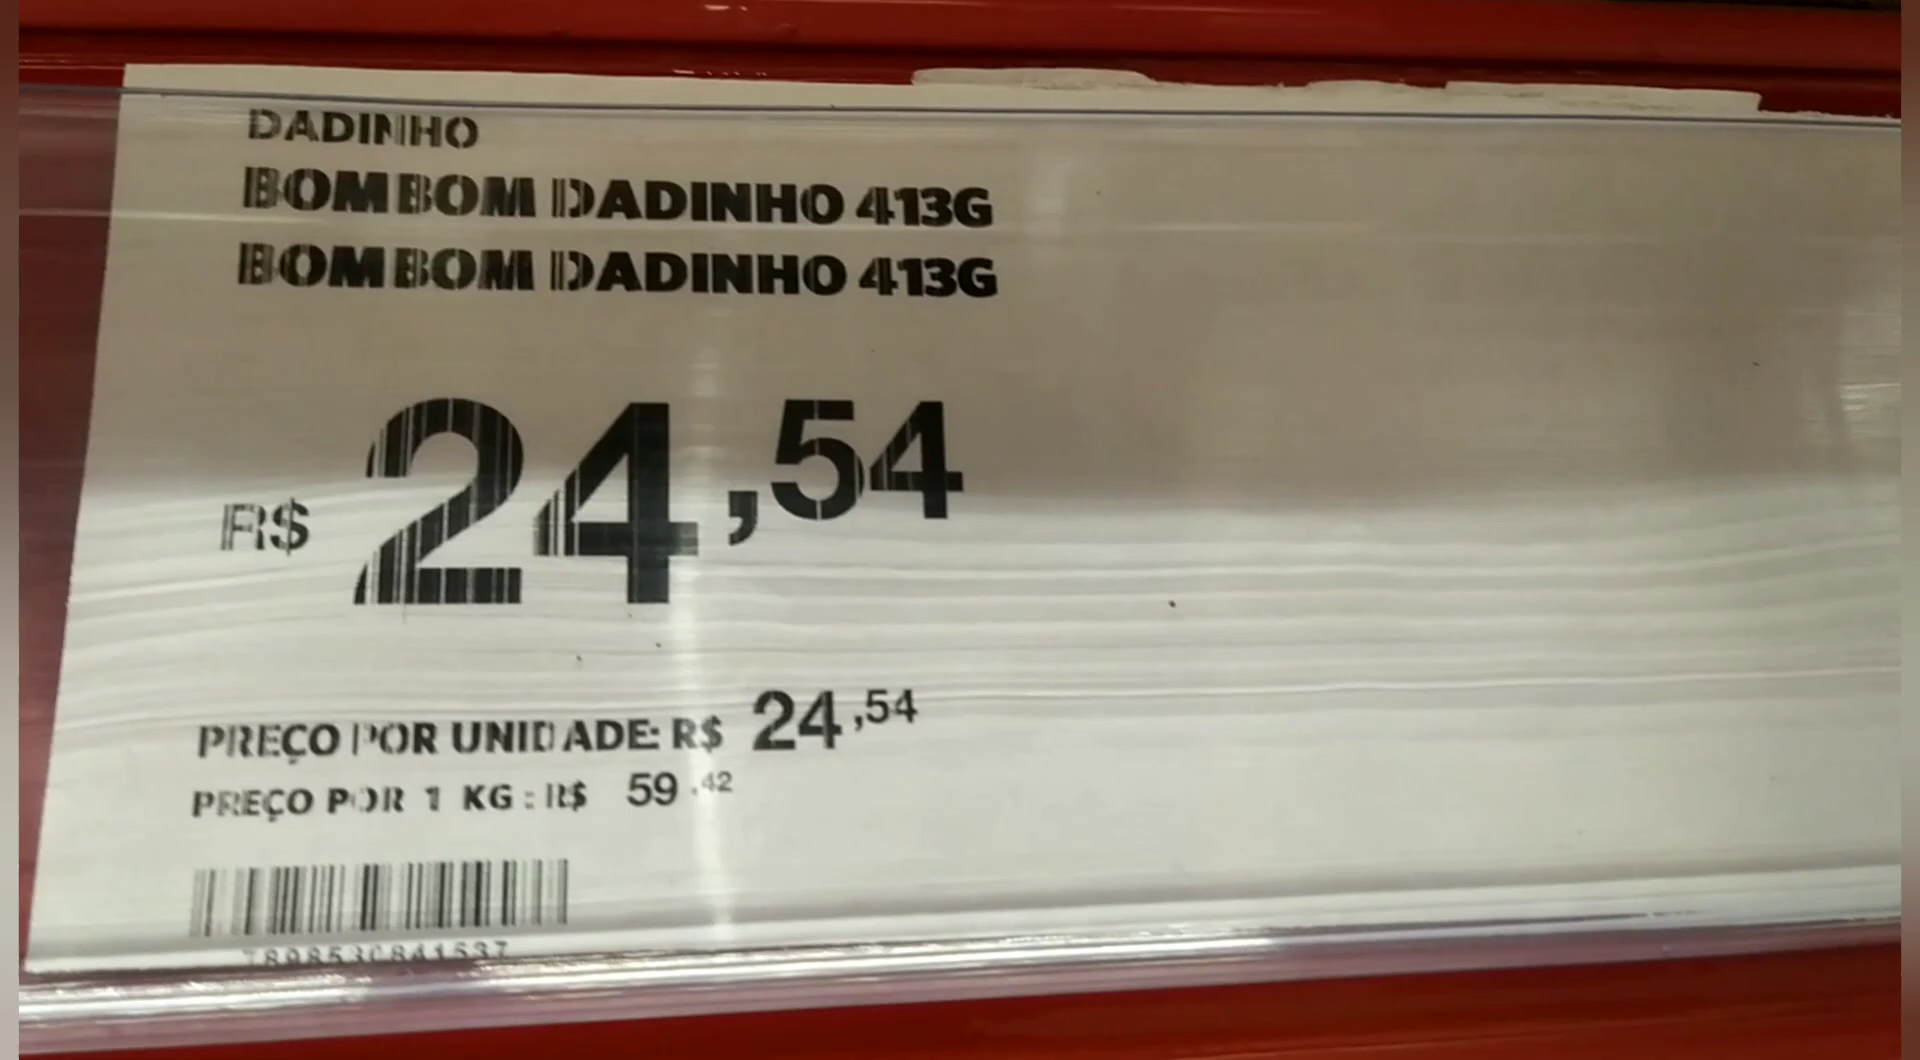 DADINHO
BOMBOM DADINHO 413G
BOMBOM DADINHO 413G
R$ 24,54
PREÇO POR UNIDADE: R$ 24,54
PREÇO POR 1 KG : R$ 59,42
7898530841537